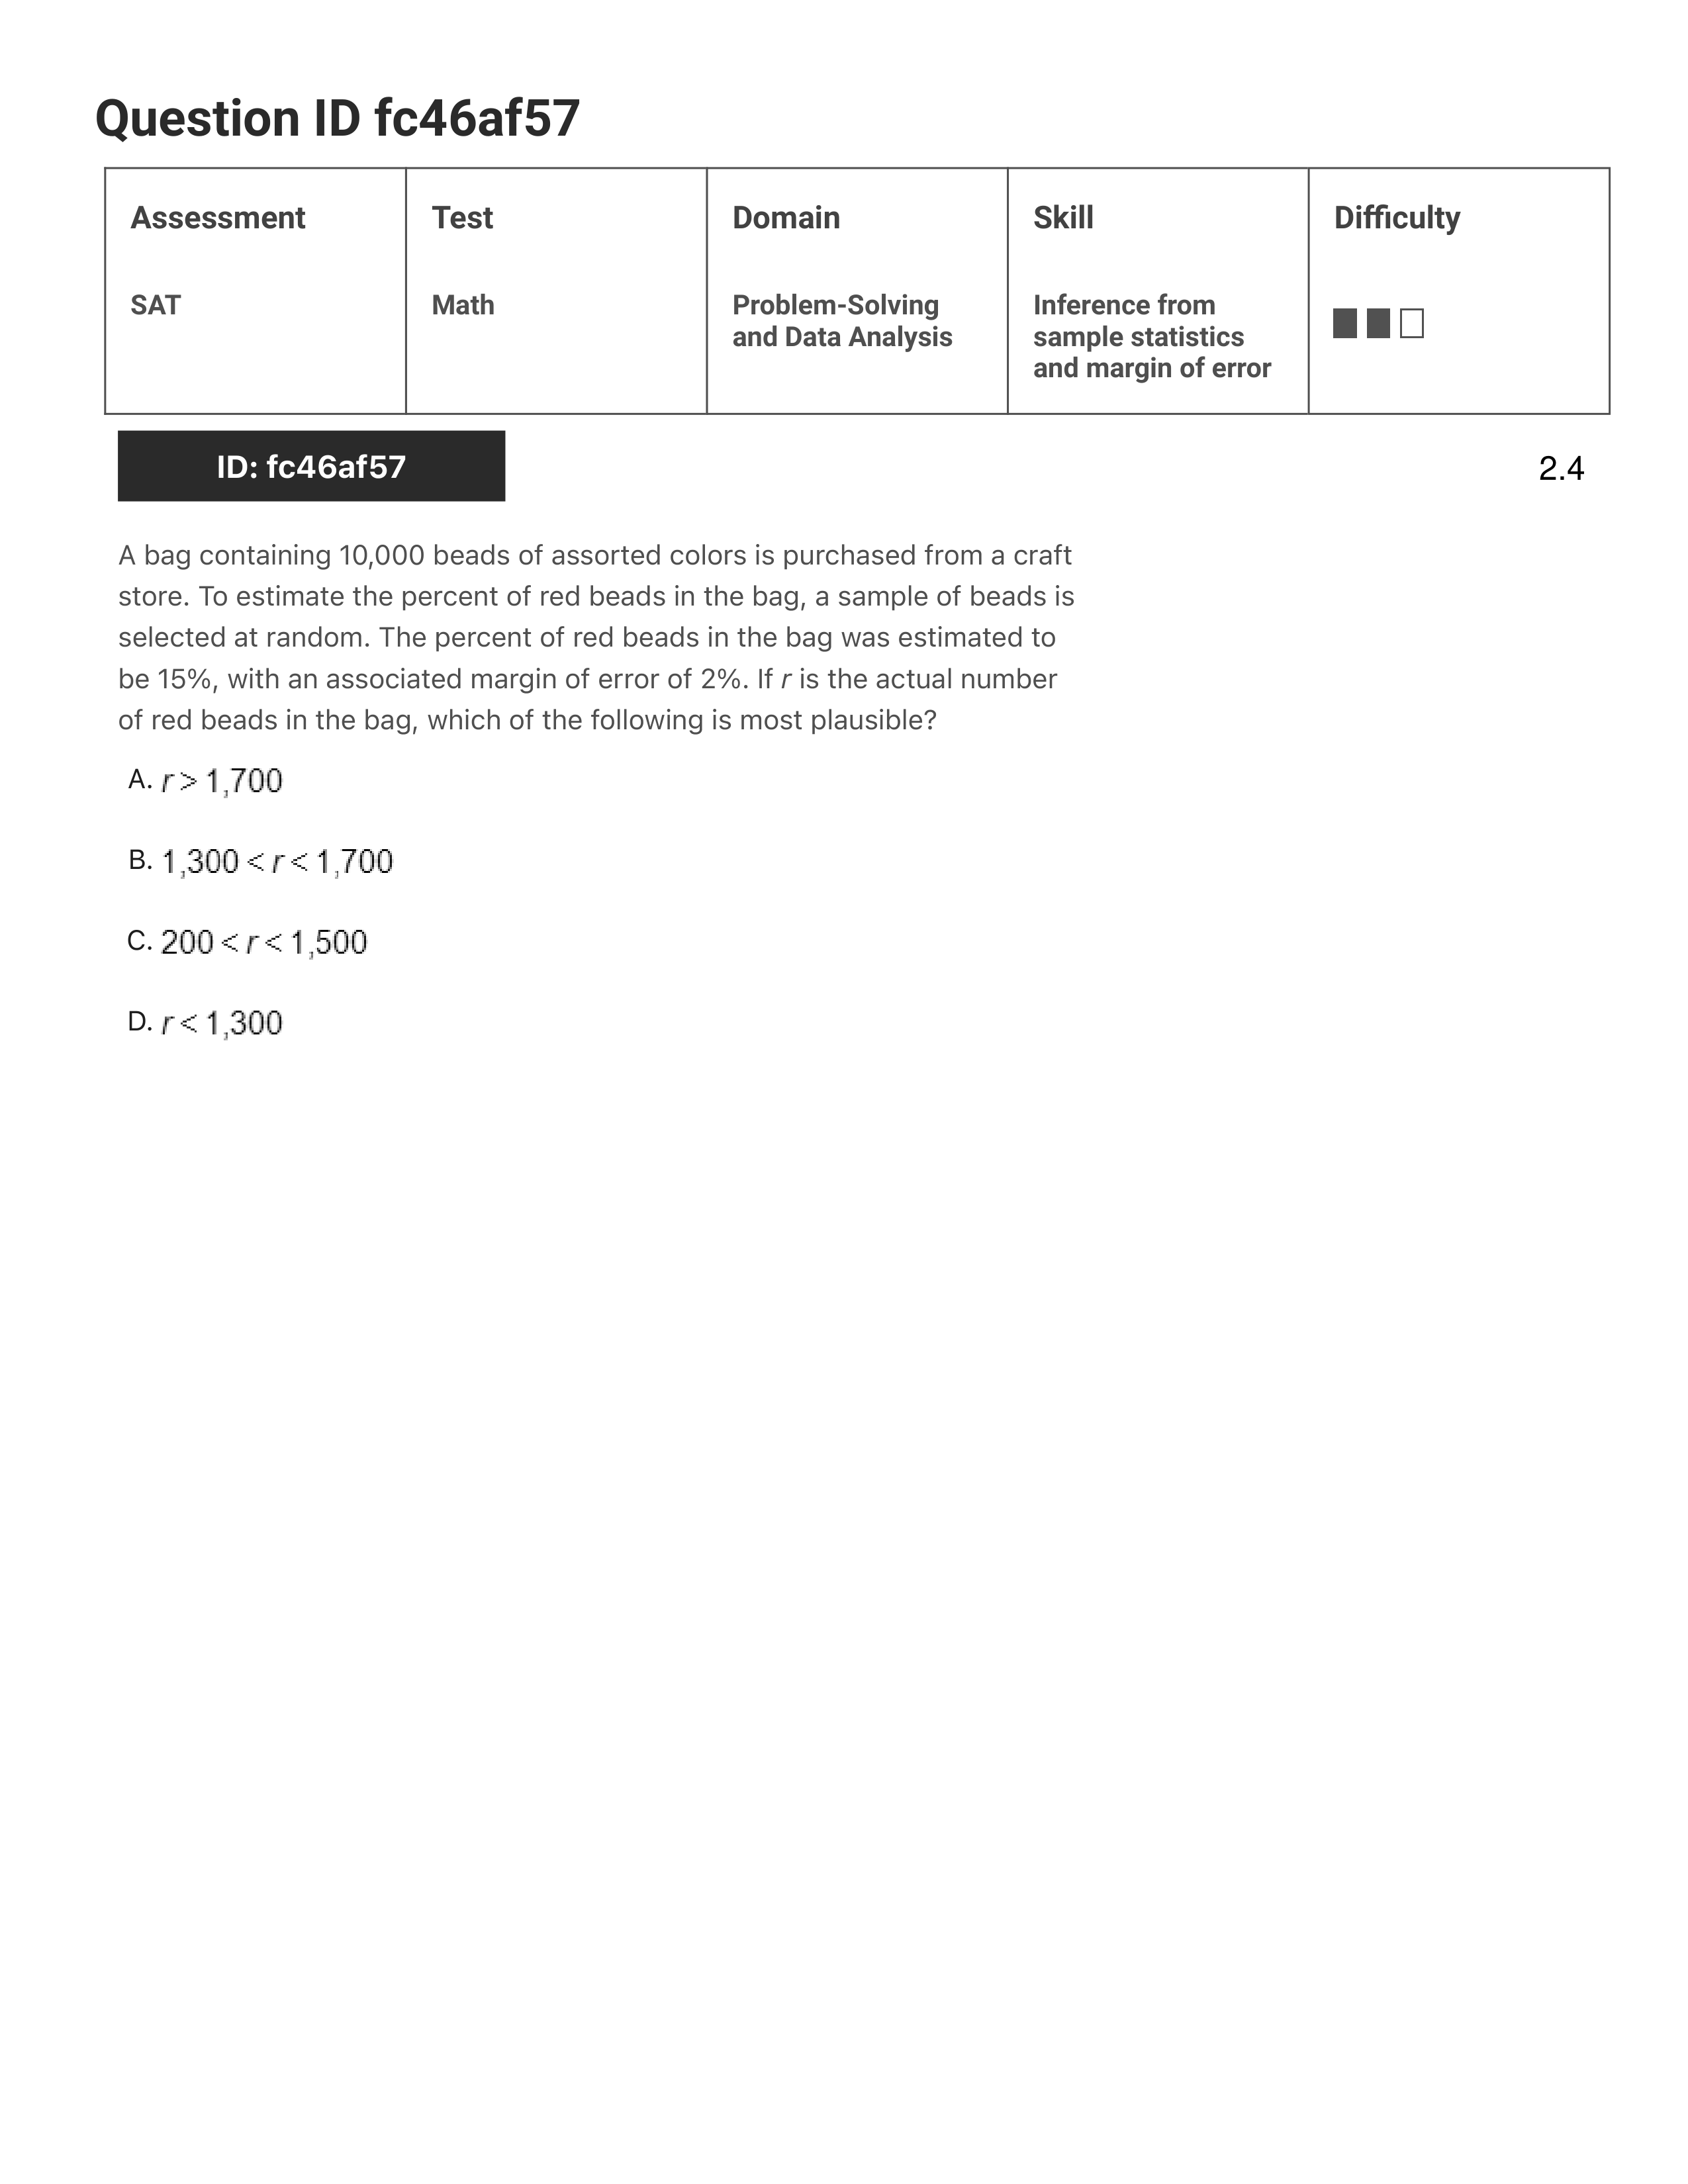 Question ID fc46af57
Assessment
Test
Domain
Skill
Difficulty
SAT
Math
Problem-Solving
and Data Analysis
Inference from
sample statistics
and margin of error
ID: fc46af57
2.4
A bag containing 10,000 beads of assorted colors is purchased from a craft
store. To estimate the percent of red beads in the bag, a sample of beads is
selected at random. The percent of red beads in the bag was estimated to
be 15%, with an associated margin of error of 2%. If r is the actual number
of red beads in the bag, which of the following is most plausible?
A. r > 1,700
B. 1,300 < r < 1,700
C. 200 < r < 1,500
D. r < 1,300